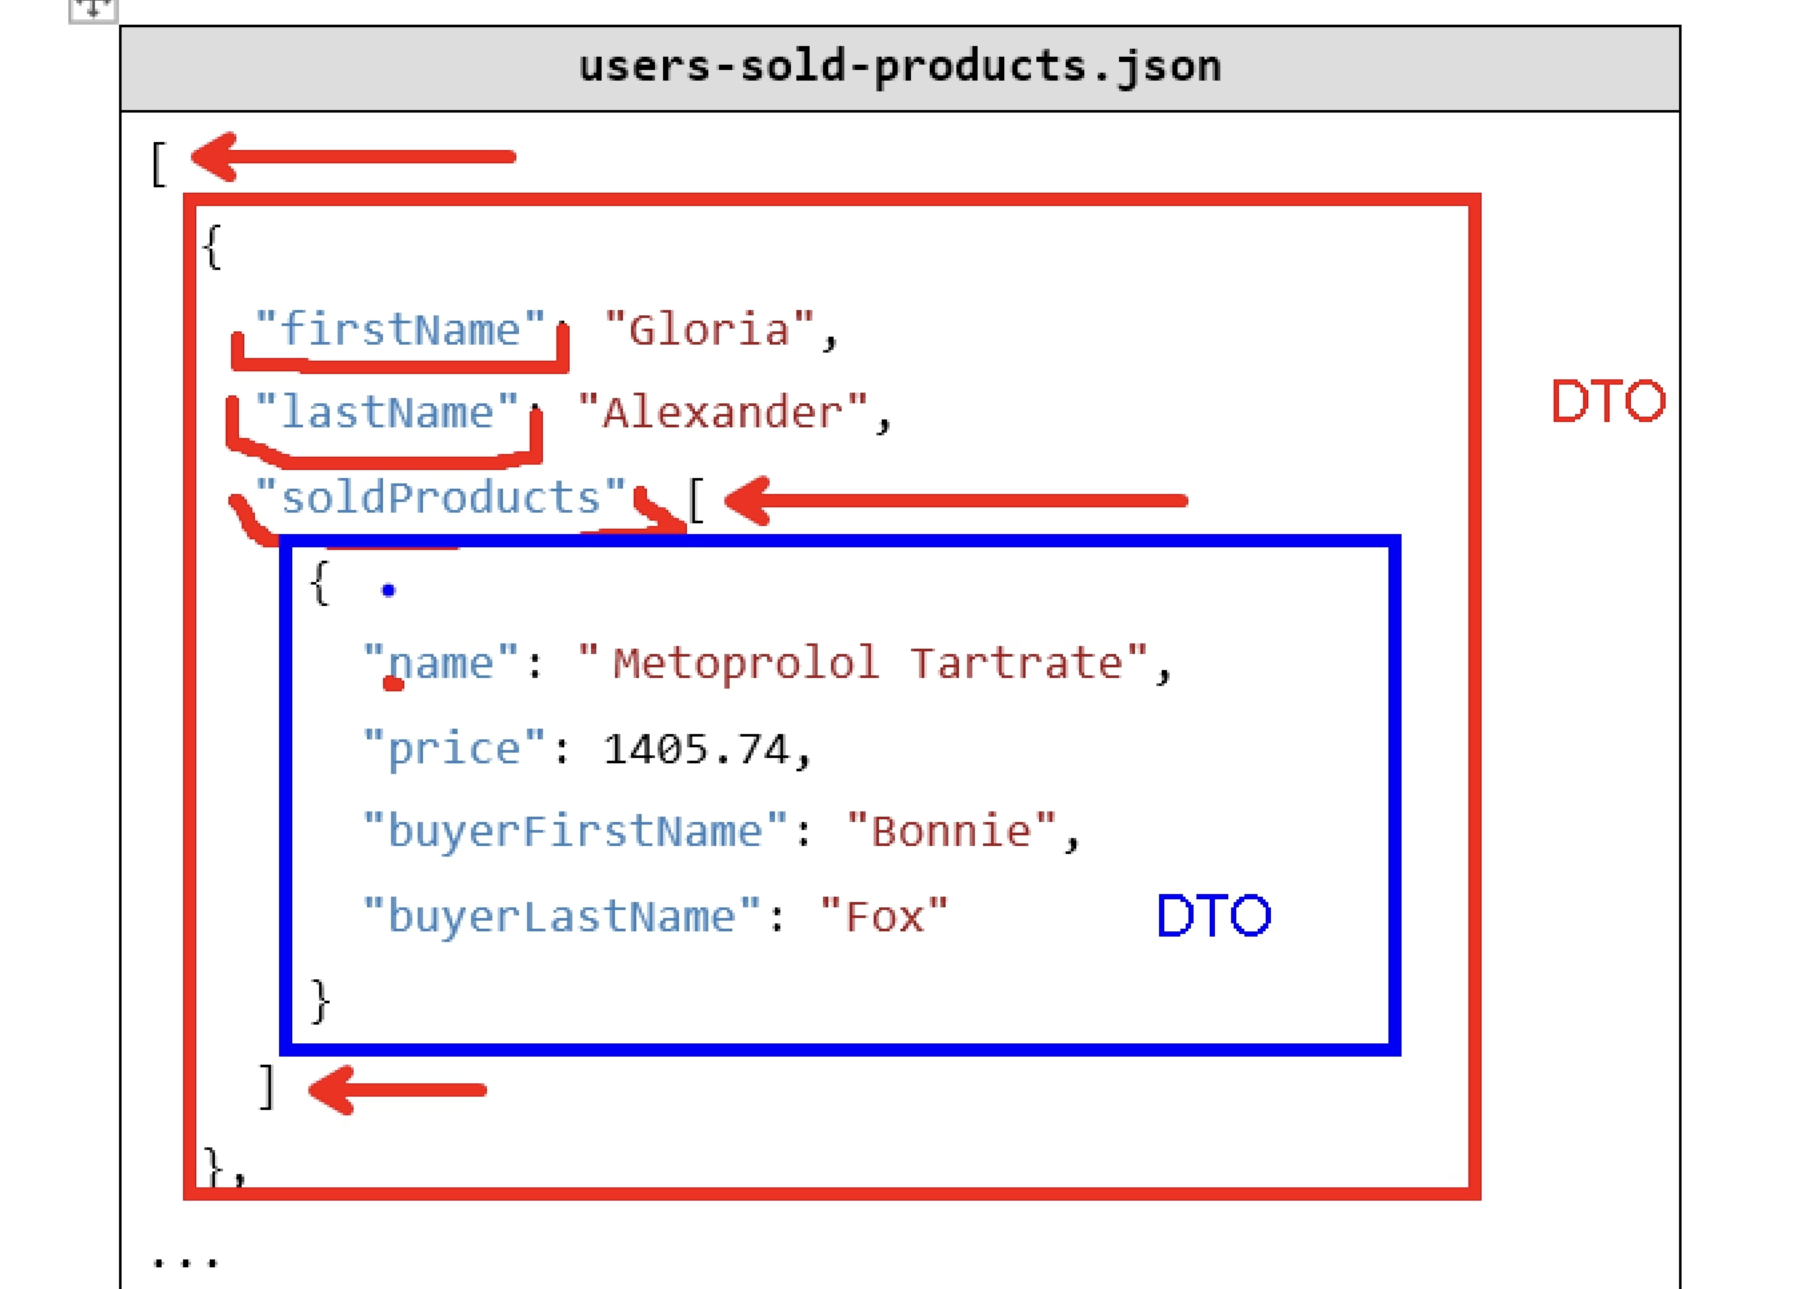 users-sold-products.json
[
{
"firstName": "Gloria",
"lastName": "Alexander",
DTO
"soldProducts" [
{
"name": "Metoprolol Tartrate",
"price": 1405.74,
"buyerFirstName": "Bonnie",
"buyerLastName": "Fox"
DTO
}
]
},
...